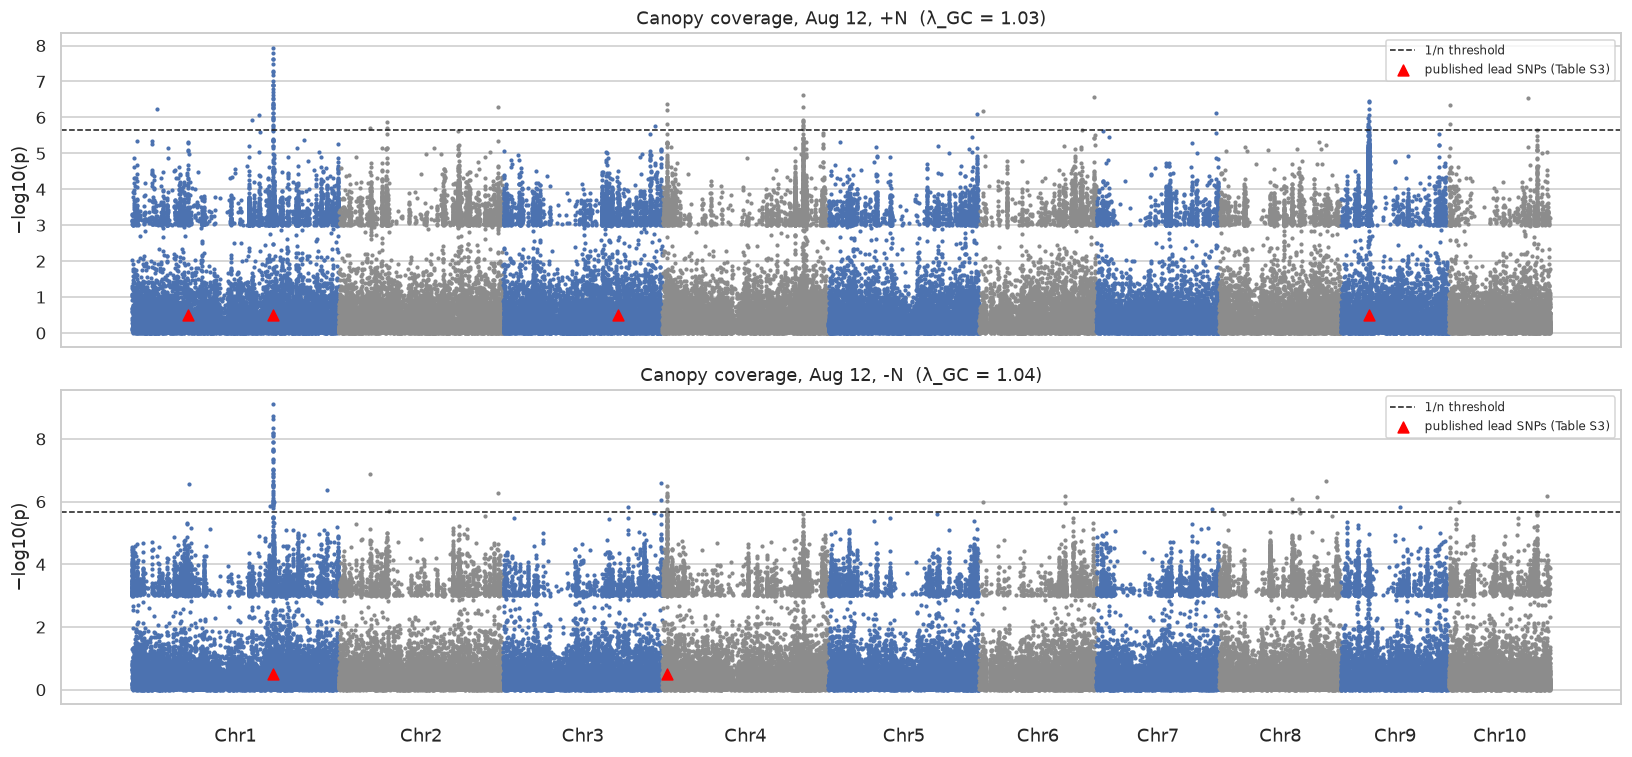 Canopy coverage, Aug 12, +N (λ_GC = 1.03)
−log10(p)
8
7
6
5
4
3
2
1
0
1/n threshold
published lead SNPs (Table S3)
Canopy coverage, Aug 12, -N (λ_GC = 1.04)
−log10(p)
8
6
4
2
0
1/n threshold
published lead SNPs (Table S3)
Chr1 Chr2 Chr3 Chr4 Chr5 Chr6 Chr7 Chr8 Chr9 Chr10